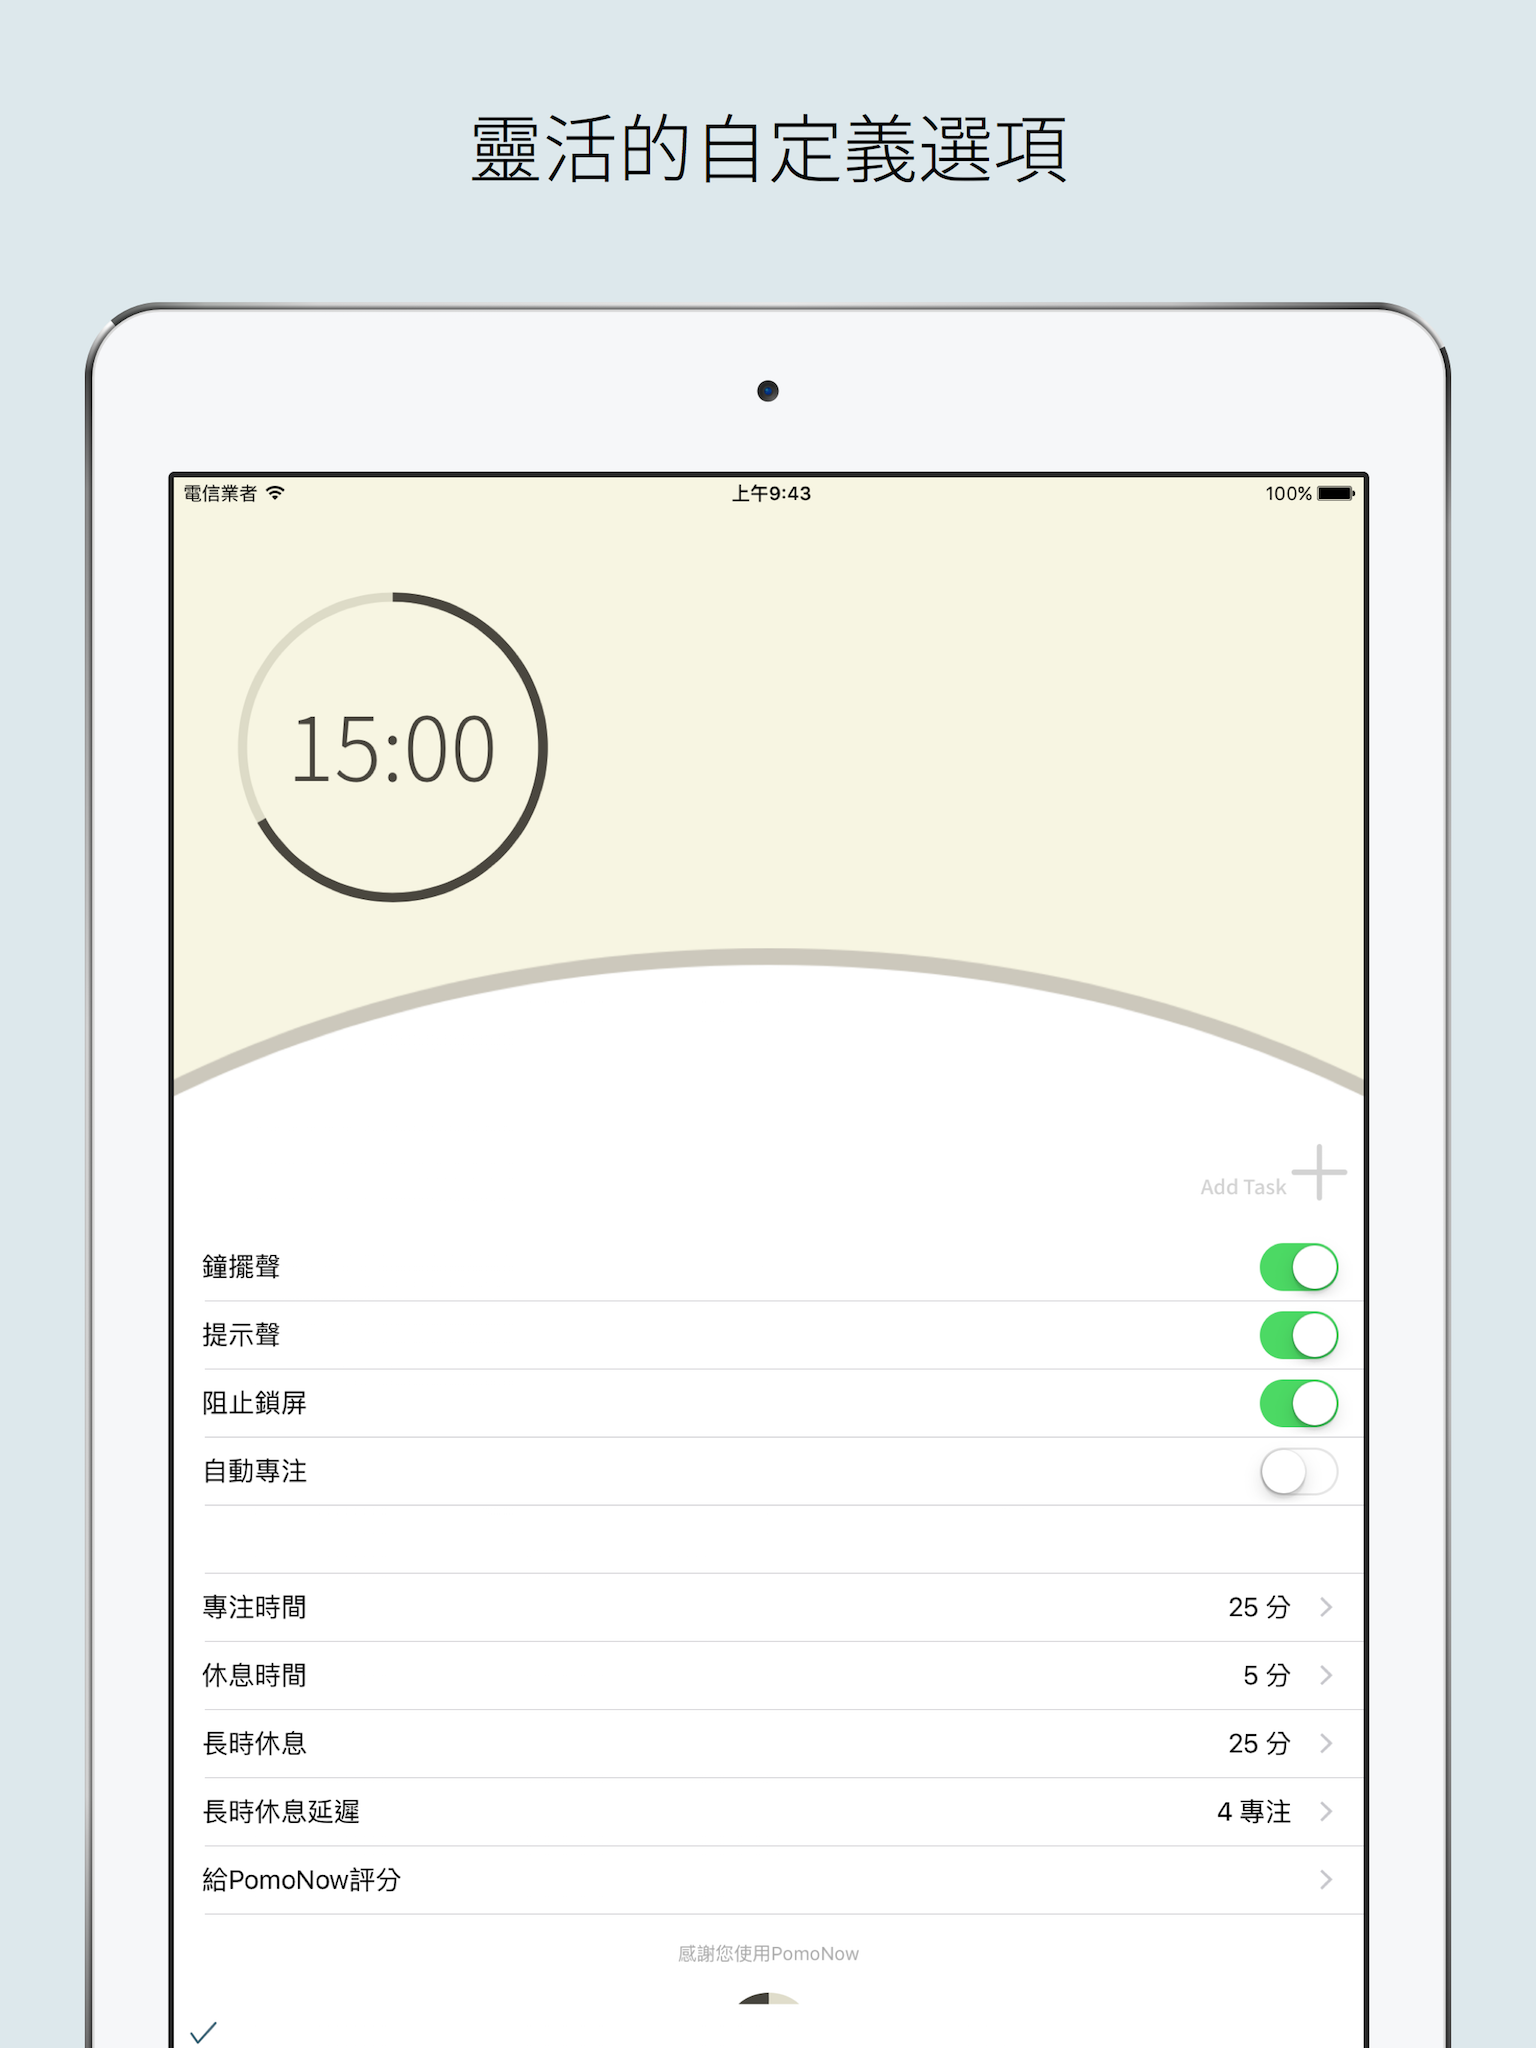 靈活的自定義選項
電信業者 上午9:43 100%
15:00
Add Task
鐘擺聲
提示聲
阻止鎖屏
自動專注
專注時間 25 分
休息時間 5 分
長時休息 25 分
長時休息延遲 4 專注
給PomoNow評分
感謝您使用PomoNow